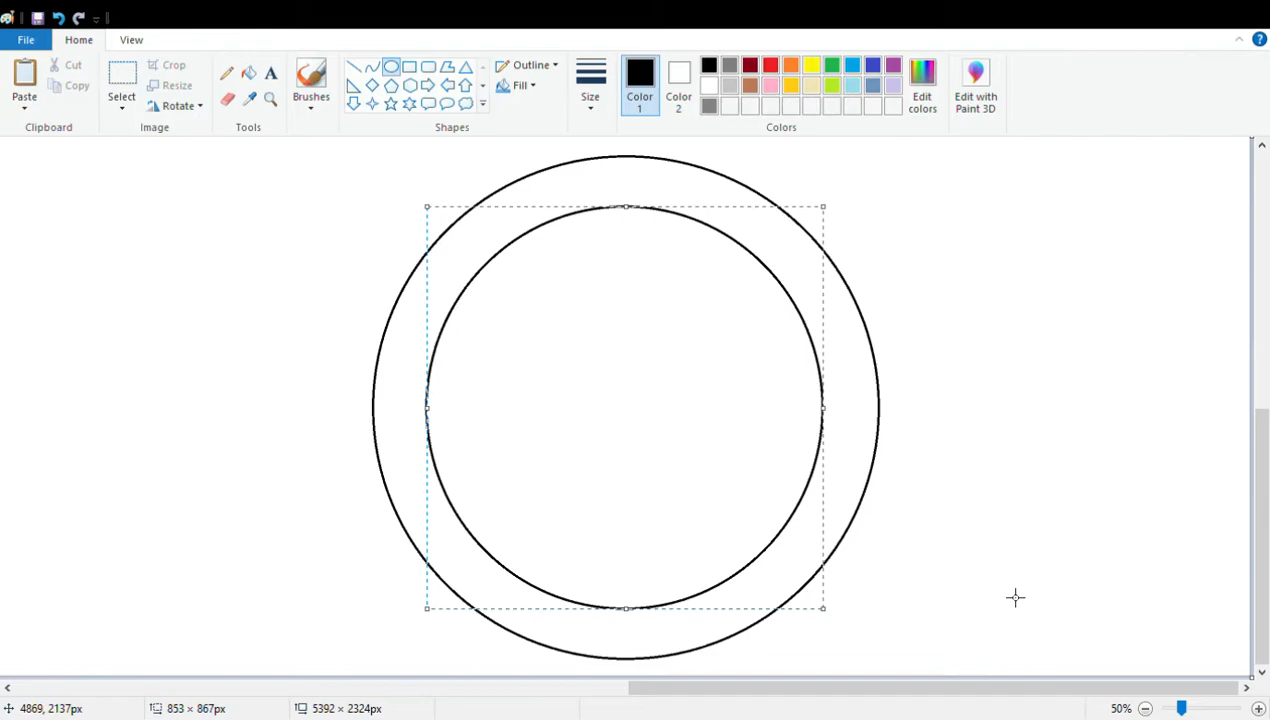 File Home View
Paste
Cut
Copy
Clipboard
Select
Crop
Resize
Rotate
Image
A
Tools
Brushes
Shapes
Outline
Fill
Size
Color
1
Color
2
Colors
Edit
colors
Edit with
Paint 3D
?
4869, 2137px 853 × 867px 5392 × 2324px 50%